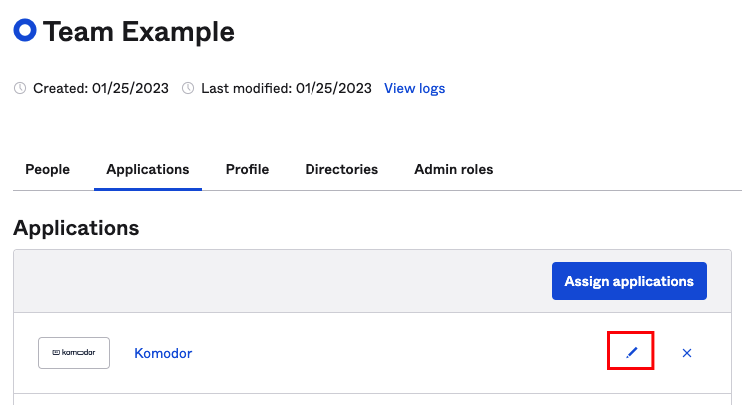 Team Example
Created: 01/25/2023 Last modified: 01/25/2023 View logs
People Applications Profile Directories Admin roles
Applications
Assign applications
komodor Komodor